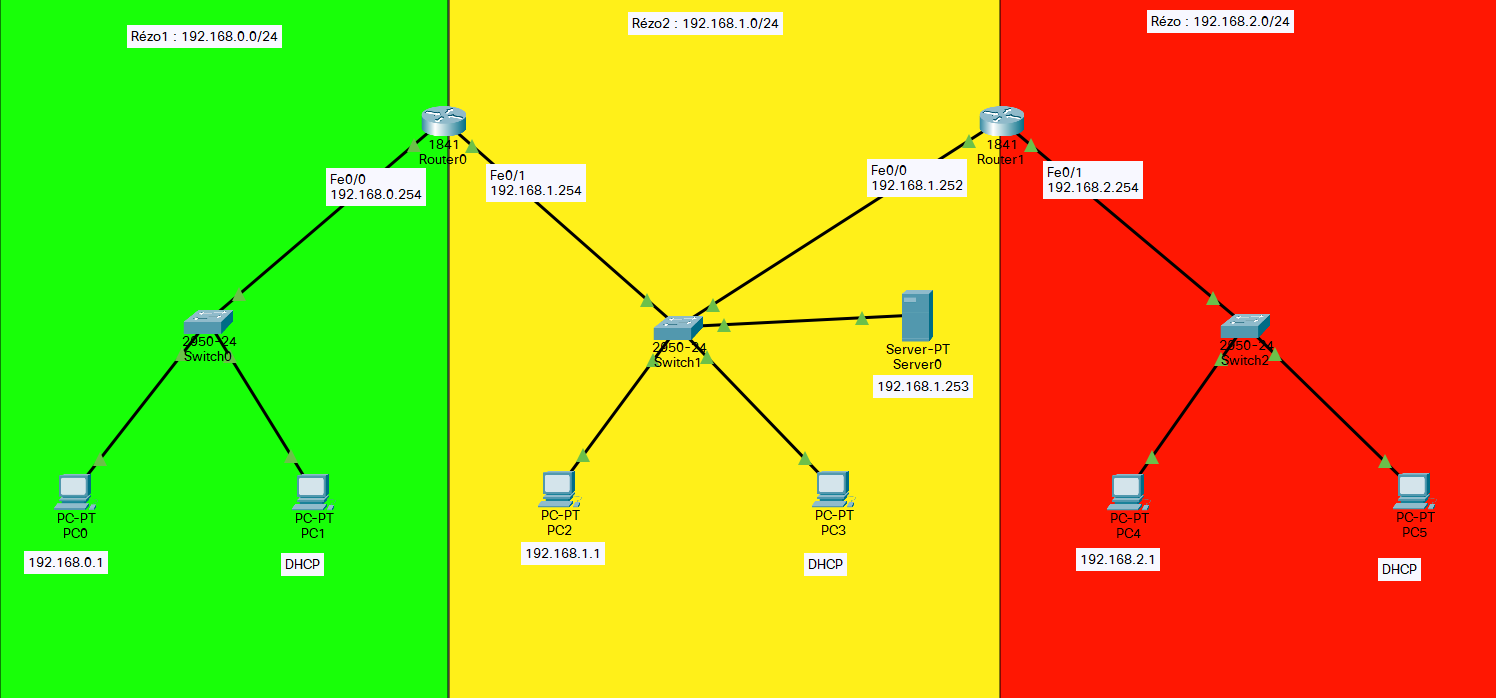 Rézo1 : 192.168.0.0/24
Rézo2 : 192.168.1.0/24
Rézo : 192.168.2.0/24
1841
Router0
Fe0/0
192.168.0.254
Fe0/1
192.168.1.254
1841
Router1
Fe0/0
192.168.1.252
Fe0/1
192.168.2.254
2950-24
Switch0
2950-24
Switch1
Server-PT
Server0
192.168.1.253
2950-24
Switch2
PC-PT
PC0
192.168.0.1
PC-PT
PC1
DHCP
PC-PT
PC2
192.168.1.1
PC-PT
PC3
DHCP
PC-PT
PC4
192.168.2.1
PC-PT
PC5
DHCP